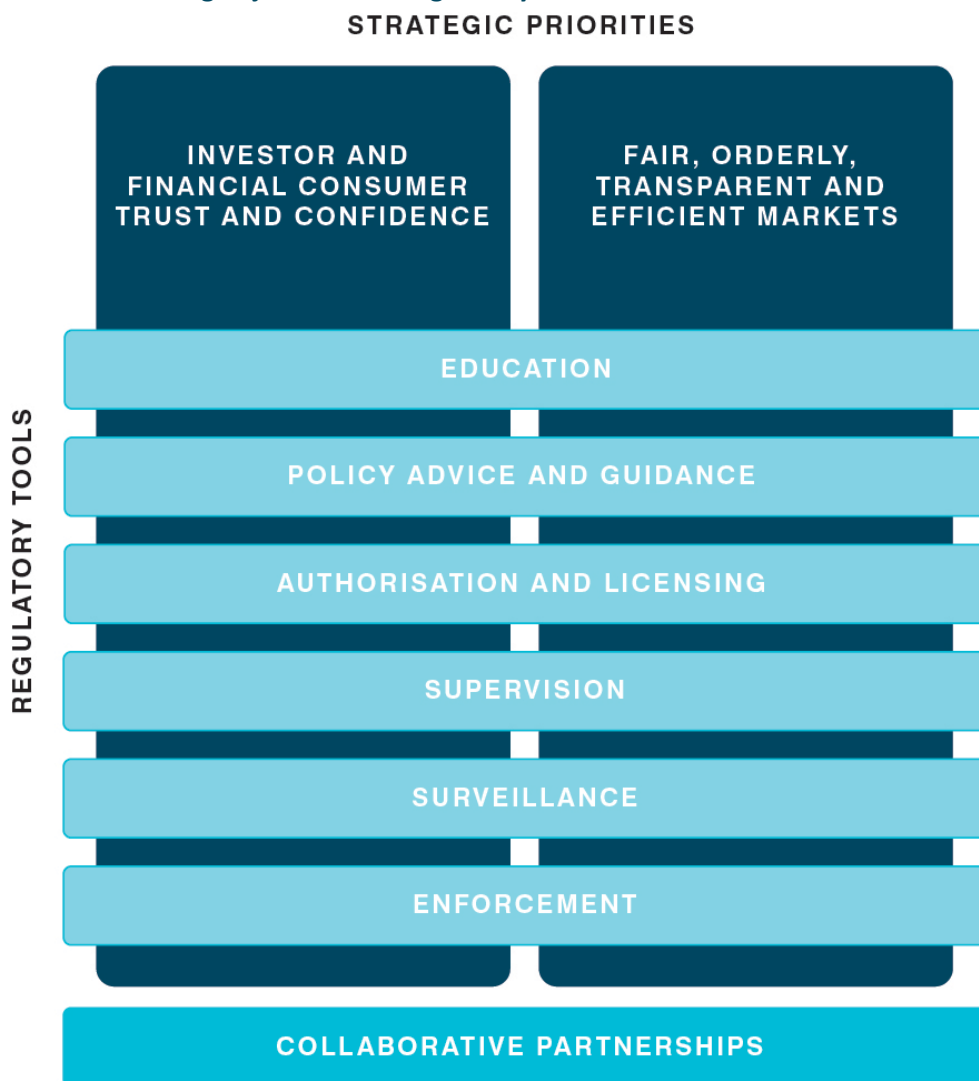 STRATEGIC PRIORITIES
INVESTOR AND
FINANCIAL CONSUMER
TRUST AND CONFIDENCE
FAIR, ORDERLY,
TRANSPARENT AND
EFFICIENT MARKETS
REGULATORY TOOLS
EDUCATION
POLICY ADVICE AND GUIDANCE
AUTHORISATION AND LICENSING
SUPERVISION
SURVEILLANCE
ENFORCEMENT
COLLABORATIVE PARTNERSHIPS